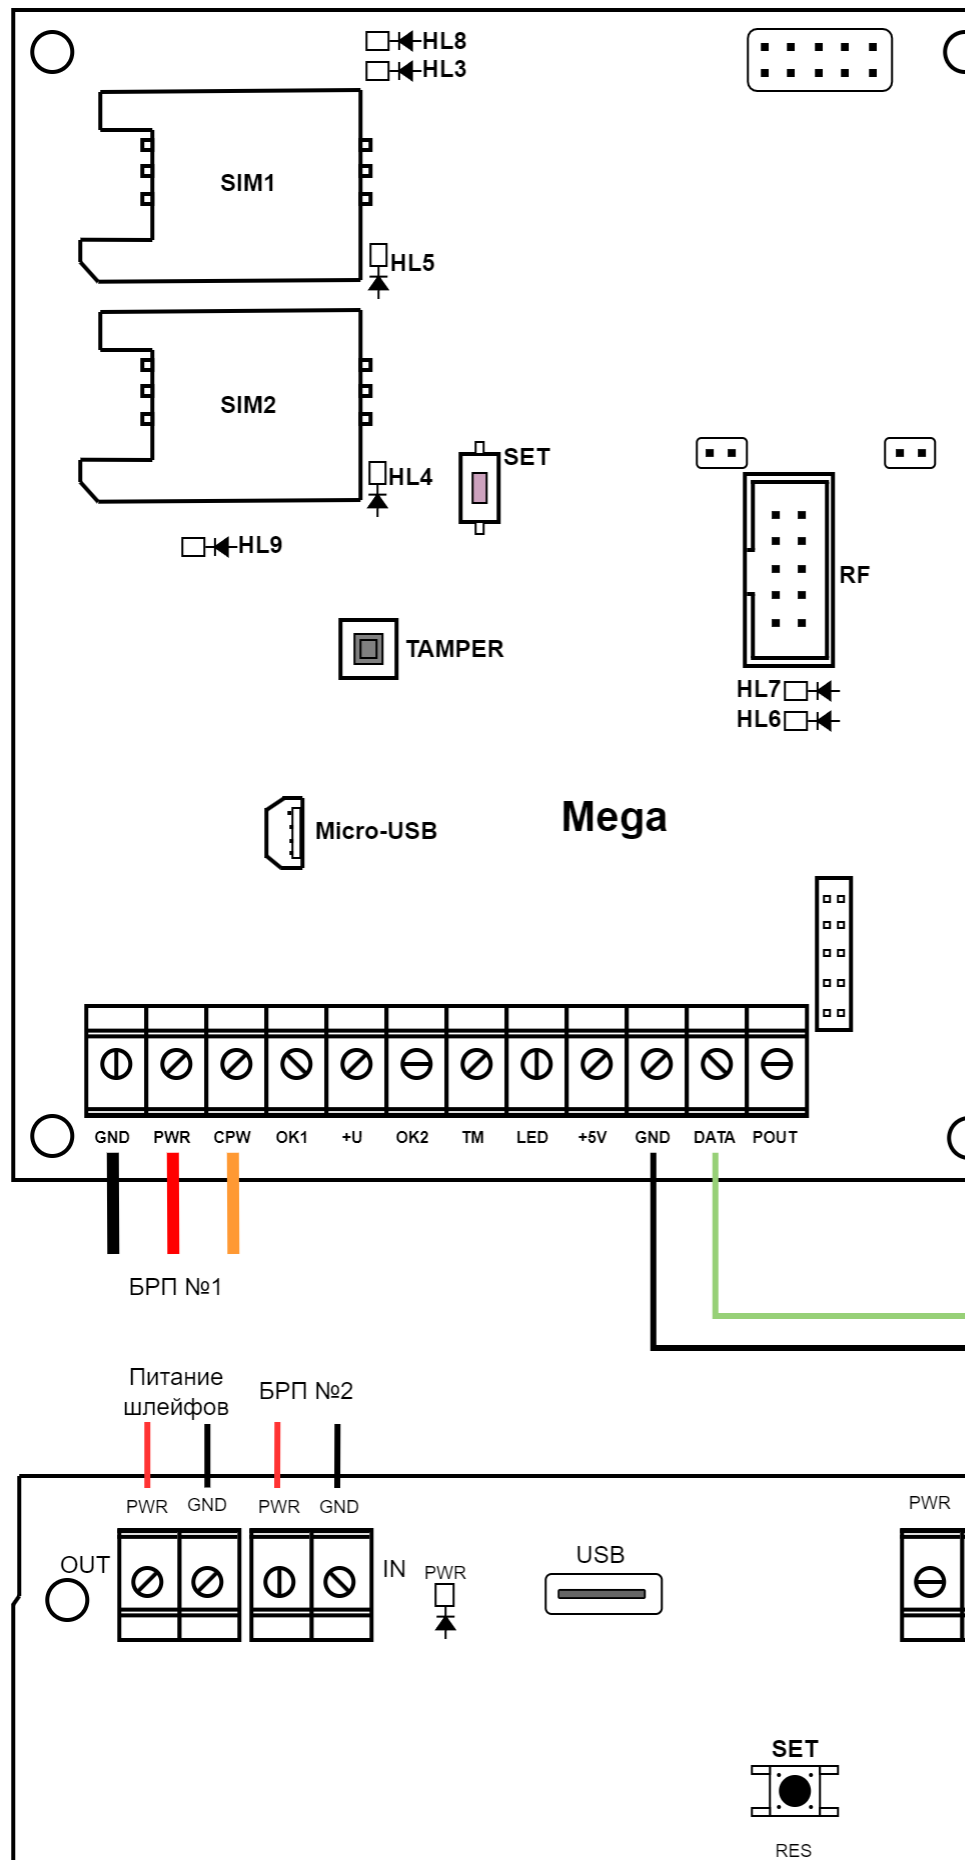 HL8
HL3
SIM1
HL5
SIM2
HL4
SET
HL9
RF
TAMPER
HL7
HL6
Mega
Micro-USB
GND PWR CPW OK1 +U OK2 TM LED +5V GND DATA POUT
БРП №1
Питание
шлейфов
БРП №2
PWR GND PWR GND
PWR
OUT
IN
PWR
USB
SET
RES